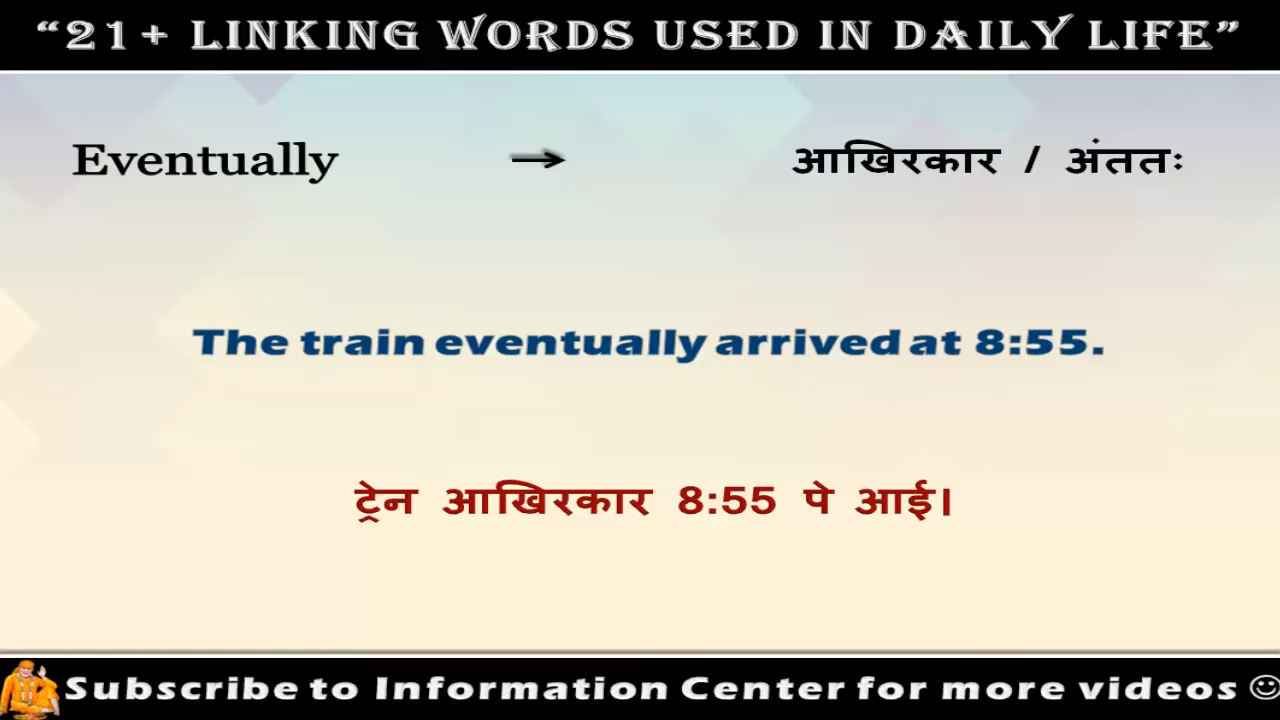 “21+ LINKING WORDS USED IN DAILY LIFE”
Eventually → आखिरकार / अंततः
The train eventually arrived at 8:55.
ट्रेन आखिरकार 8:55 पे आई।
Subscribe to Information Center for more videos ☺